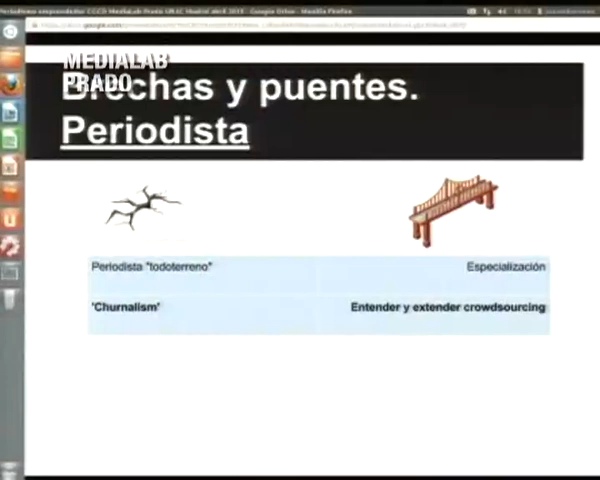 MEDIALAB
PRADO
Brechas y puentes.
Periodista
Periodista "todoterreno"
Especialización
'Churnalism'
Entender y extender crowdsourcing